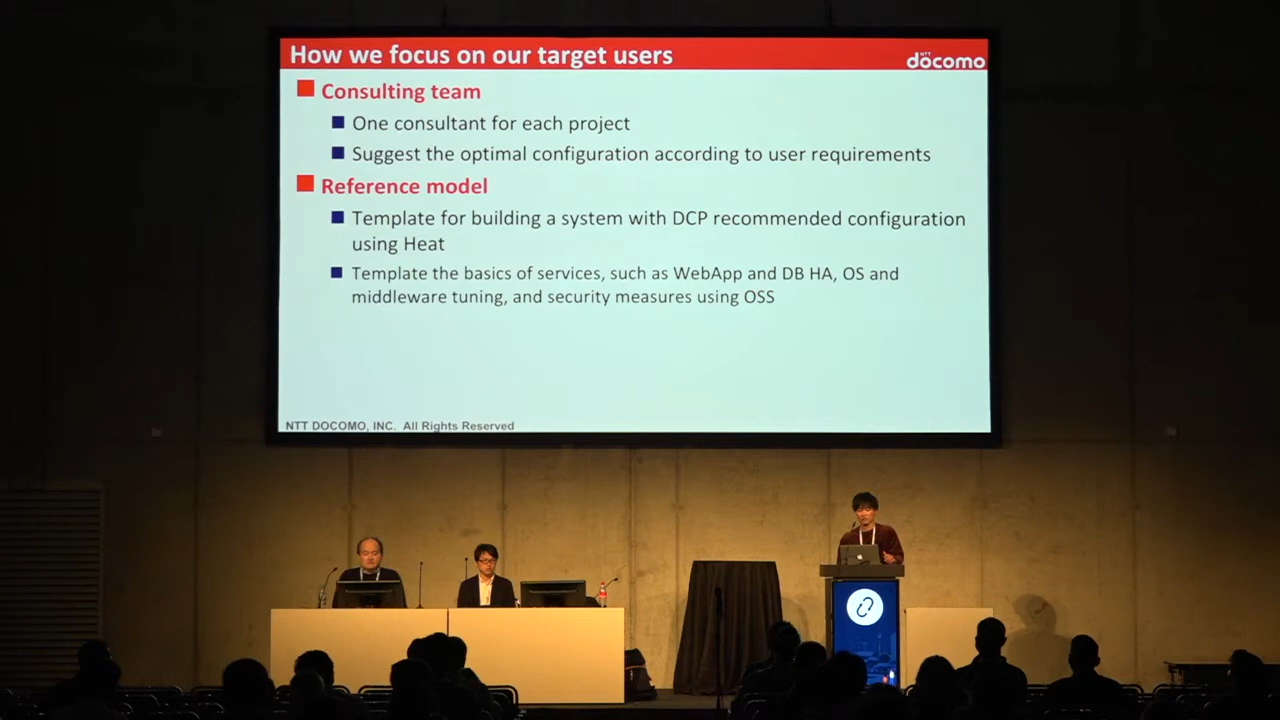 How we focus on our target users
NTT
docomo
Consulting team
One consultant for each project
Suggest the optimal configuration according to user requirements
Reference model
Template for building a system with DCP recommended configuration
using Heat
Template the basics of services, such as WebApp and DB HA, OS and
middleware tuning, and security measures using OSS
NTT DOCOMO, INC. All Rights Reserved